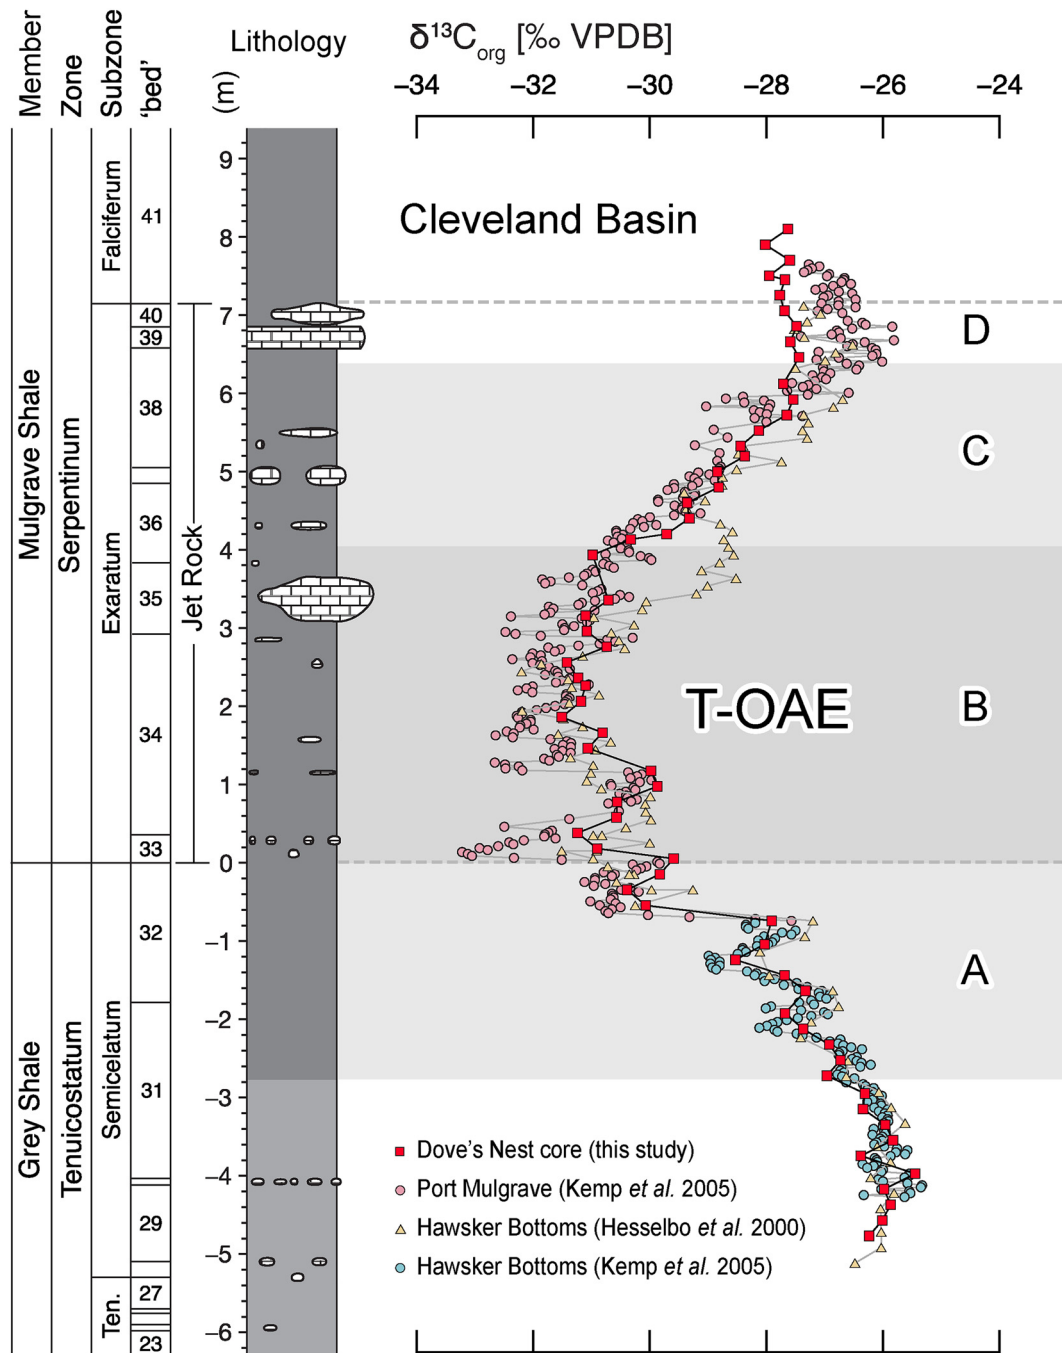 Member
Zone
Subzone
'bed'
(m)
Lithology
δ¹³Corg [‰ VPDB]
–34
–32
–30
–28
–26
–24
Cleveland Basin
Mulgrave Shale
Grey Shale
Serpentinum
Tenuicostatum
Falciferum
Exaratum
Semicelatum
Ten.
41
40
39
38
36
35
34
33
32
31
29
27
23
Jet Rock
9
8
7
6
5
4
3
2
1
0
–1
–2
–3
–4
–5
–6
D
C
B
T-OAE
A
Dove's Nest core (this study)
Port Mulgrave (Kemp et al. 2005)
Hawsker Bottoms (Hesselbo et al. 2000)
Hawsker Bottoms (Kemp et al. 2005)